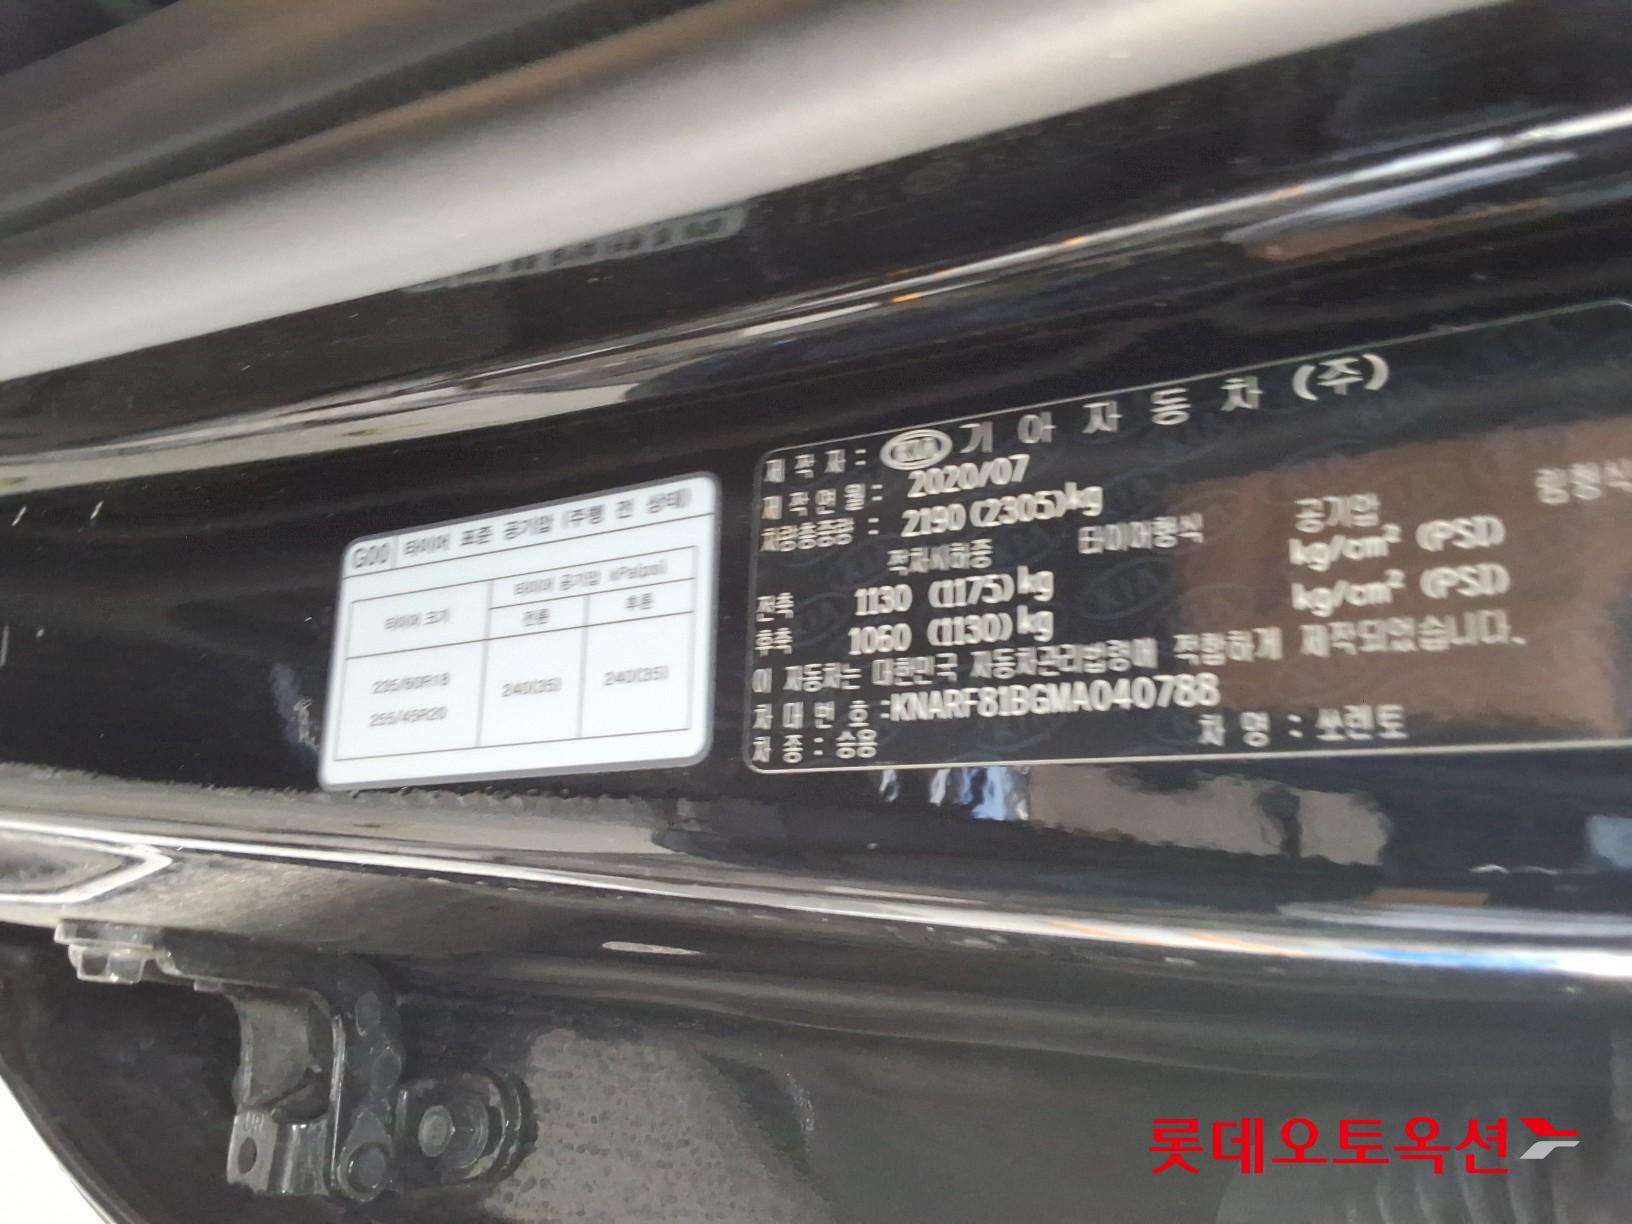 G00 타이어 표준 공기압 (주행 전 상태)
타이어 크기 타이어 공기압 kPa(psi)
전륜 후륜
235/60R18
255/45R20
240(35) 240(35)
제 작 자 : KIA 기 아 자 동 차 (주)
제 작 연 월 : 2020/07
차량총중량 : 2190 (2305)kg
적차시하중 타이어형식 공기압 림형식
전축 1130 (1175)kg kg/cm² (PSI)
후축 1060 (1130)kg kg/cm² (PSI)
이 자동차는 대한민국 자동차관리법령에 적합하게 제작되었습니다.
차 대 번 호 :KNARF81BGMA040788
차 종 : 승용 차 명 : 쏘렌토
롯데오토옥션